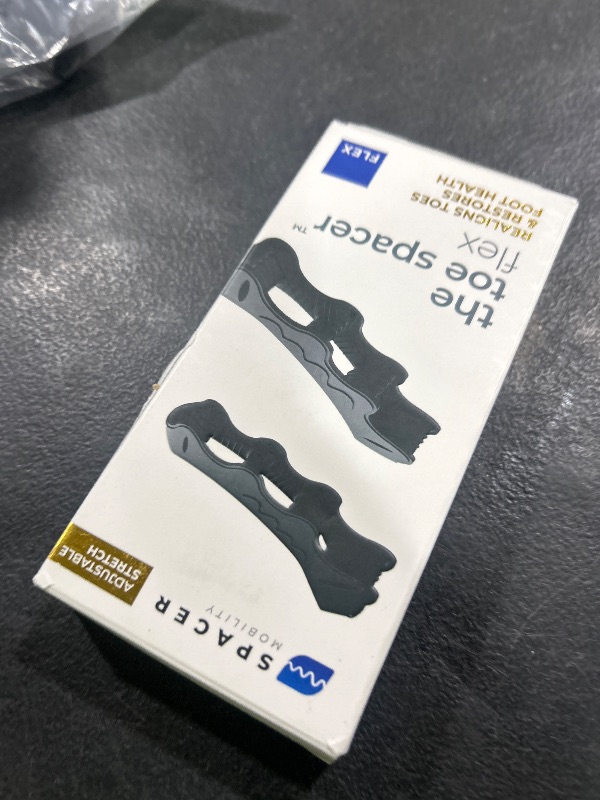 SPACER
MOBILITY
ADJUSTABLE
STRETCH
the
toe spacer™
flex
REALIGNS TOES
& RESTORES
FOOT HEALTH
FLEX